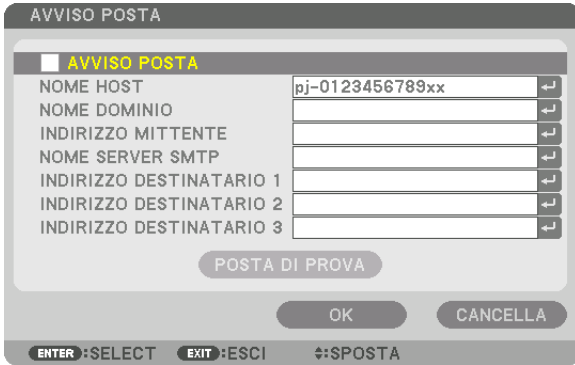 AVVISO POSTA
AVVISO POSTA
NOME HOST pj-0123456789xx
NOME DOMINIO
INDIRIZZO MITTENTE
NOME SERVER SMTP
INDIRIZZO DESTINATARIO 1
INDIRIZZO DESTINATARIO 2
INDIRIZZO DESTINATARIO 3
POSTA DI PROVA
OK CANCELLA
ENTER :SELECT EXIT :ESCI :SPOSTA